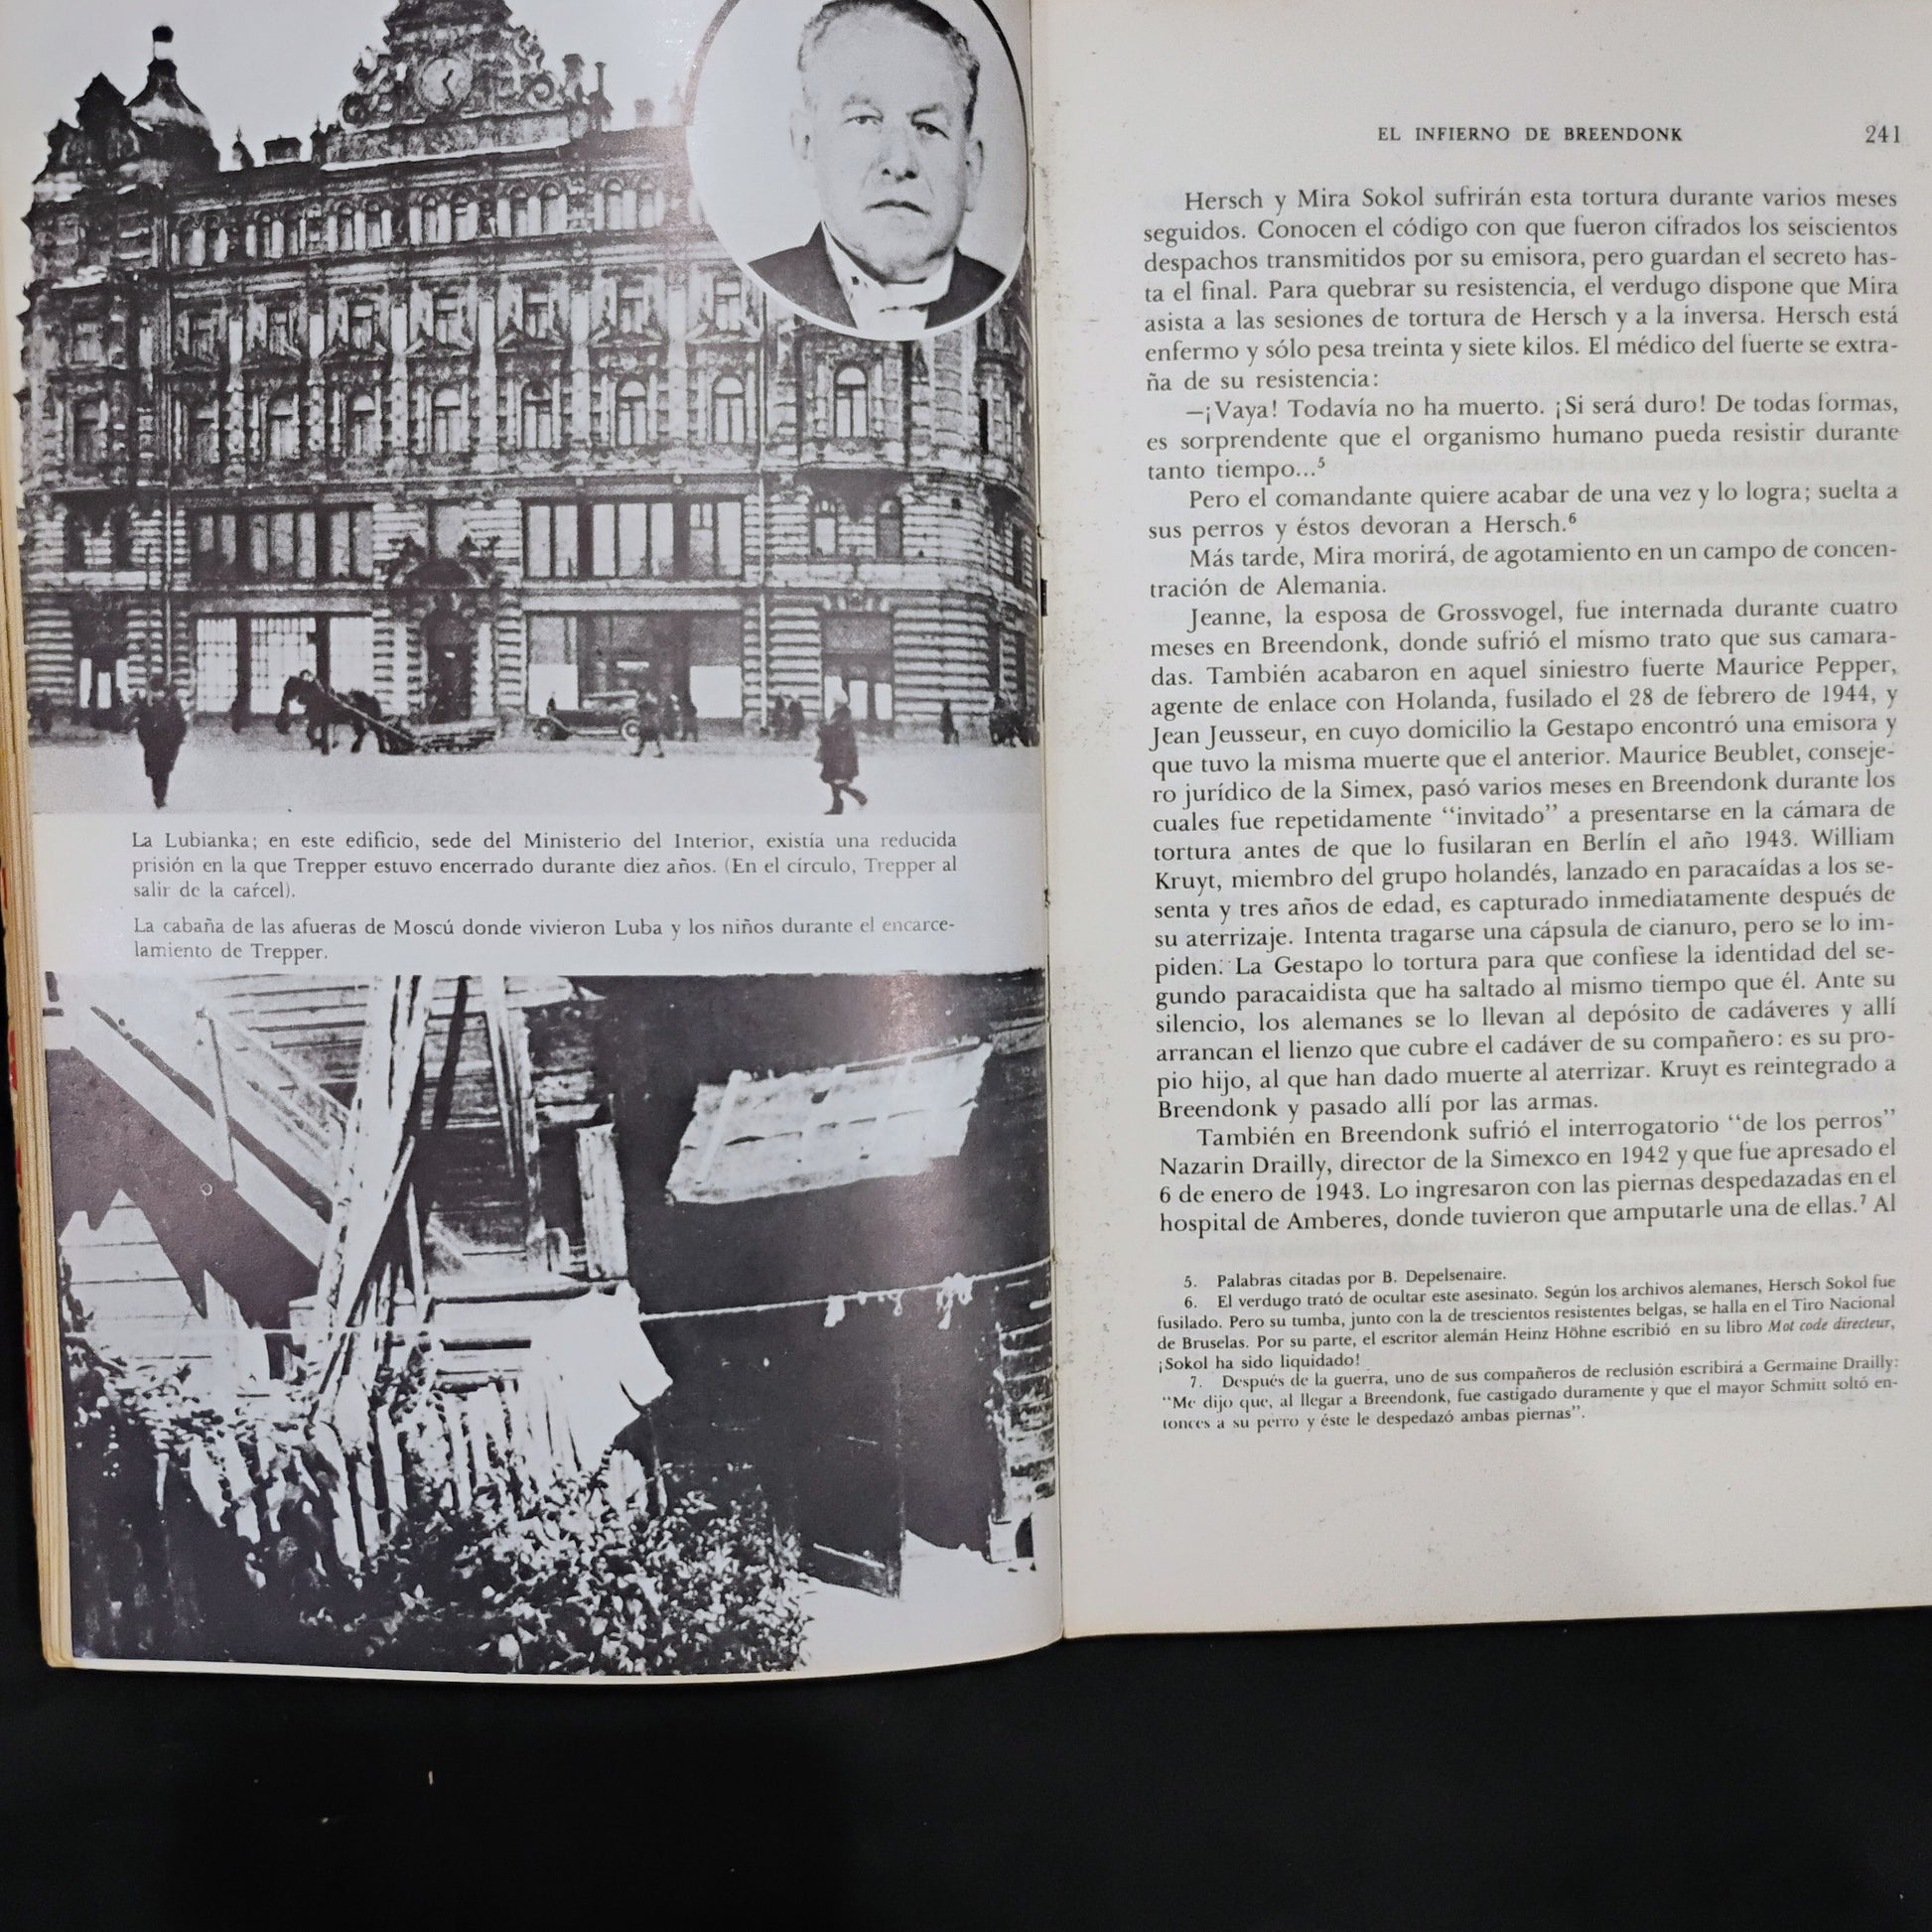 La Lubianka; en este edificio, sede del Ministerio del Interior, existía una reducida
prisión en la que Trepper estuvo encerrado durante diez años. (En el círculo, Trepper al
salir de la cárcel).
La cabaña de las afueras de Moscú donde vivieron Luba y los niños durante el encarce-
lamiento de Trepper.
EL INFIERNO DE BREENDONK 241
Hersch y Mira Sokol sufrirán esta tortura durante varios meses
seguidos. Conocen el código con que fueron cifrados los seiscientos
despachos transmitidos por su emisora, pero guardan el secreto has-
ta el final. Para quebrar su resistencia, el verdugo dispone que Mira
asista a las sesiones de tortura de Hersch y a la inversa. Hersch está
enfermo y sólo pesa treinta y siete kilos. El médico del fuerte se extra-
ña de su resistencia:
—¡Vaya! Todavía no ha muerto. ¡Si será duro! De todas formas,
es sorprendente que el organismo humano pueda resistir durante
tanto tiempo...⁵
Pero el comandante quiere acabar de una vez y lo logra; suelta a
sus perros y éstos devoran a Hersch.⁶
Más tarde, Mira morirá, de agotamiento en un campo de concen-
tración de Alemania.
Jeanne, la esposa de Grossvogel, fue internada durante cuatro
meses en Breendonk, donde sufrió el mismo trato que sus camara-
das. También acabaron en aquel siniestro fuerte Maurice Pepper,
agente de enlace con Holanda, fusilado el 28 de febrero de 1944, y
Jean Jeusseur, en cuyo domicilio la Gestapo encontró una emisora y
que tuvo la misma muerte que el anterior. Maurice Beublet, conseje-
ro jurídico de la Simex, pasó varios meses en Breendonk durante los
cuales fue repetidamente “invitado” a presentarse en la cámara de
tortura antes de que lo fusilaran en Berlín el año 1943. William
Kruyt, miembro del grupo holandés, lanzado en paracaídas a los se-
senta y tres años de edad, es capturado inmediatamente después de
su aterrizaje. Intenta tragarse una cápsula de cianuro, pero se lo im-
piden. La Gestapo lo tortura para que confiese la identidad del se-
gundo paracaidista que ha saltado al mismo tiempo que él. Ante su
silencio, los alemanes se lo llevan al depósito de cadáveres y allí
arrancan el lienzo que cubre el cadáver de su compañero: es su pro-
pio hijo, al que han dado muerte al aterrizar. Kruyt es reintegrado a
Breendonk y pasado allí por las armas.
También en Breendonk sufrió el interrogatorio “de los perros”
Nazarin Drailly, director de la Simexco en 1942 y que fue apresado el
6 de enero de 1943. Lo ingresaron con las piernas despedazadas en el
hospital de Amberes, donde tuvieron que amputarle una de ellas.⁷ Al
5. Palabras citadas por B. Depelsenaire.
6. El verdugo trató de ocultar este asesinato. Según los archivos alemanes, Hersch Sokol fue
fusilado. Pero su tumba, junto con la de trescientos resistentes belgas, se halla en el Tiro Nacional
de Bruselas. Por su parte, el escritor alemán Heinz Höhne escribió en su libro Mot code directeur,
¡Sokol ha sido liquidado!
7. Después de la guerra, uno de sus compañeros de reclusión escribirá a Germaine Drailly:
“Me dijo que, al llegar a Breendonk, fue castigado duramente y que el mayor Schmitt soltó en-
tonces a su perro y éste le despedazó ambas piernas”.